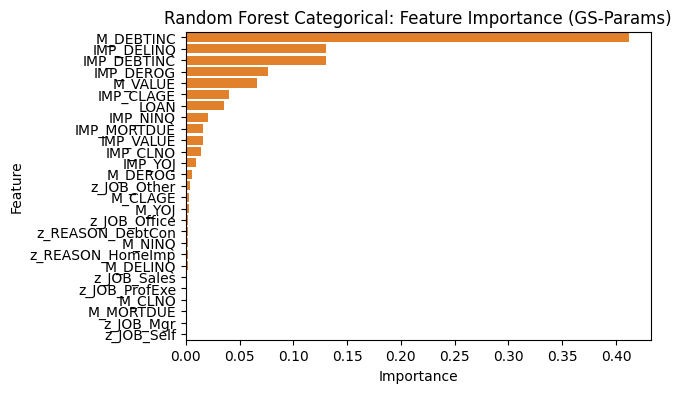 Random Forest Categorical: Feature Importance (GS-Params)
M_DEBTINC
IMP_DELINQ
IMP_DEBTINC
IMP_DEROG
M_VALUE
IMP_CLAGE
LOAN
IMP_NINQ
IMP_MORTDUE
IMP_VALUE
IMP_CLNO
IMP_YOJ
M_DEROG
z_JOB_Other
M_CLAGE
M_YOJ
z_JOB_Office
z_REASON_DebtCon
M_NINQ
z_REASON_HomeImp
M_DELINQ
z_JOB_Sales
z_JOB_ProfExe
M_CLNO
M_MORTDUE
z_JOB_Mgr
z_JOB_Self
Feature
0.00 0.05 0.10 0.15 0.20 0.25 0.30 0.35 0.40
Importance